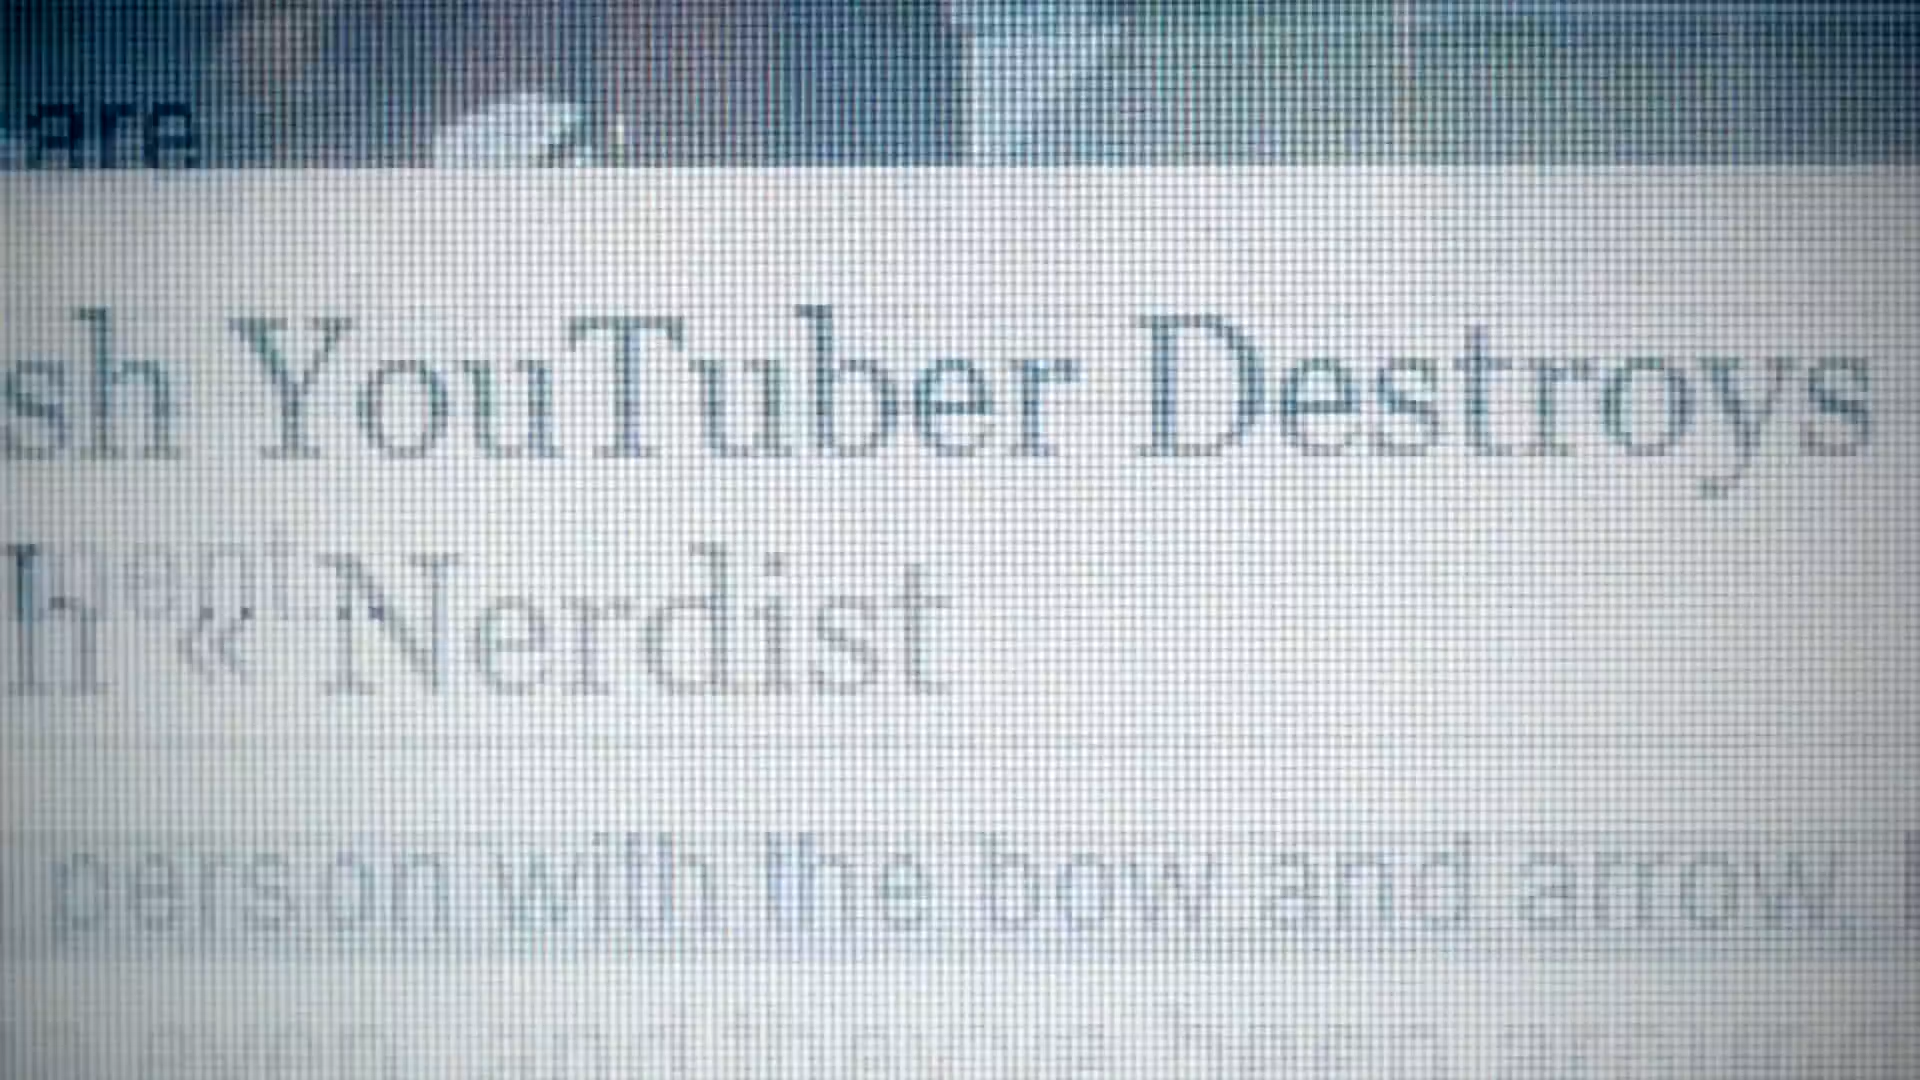 are
sh YouTuber Destroys
h « Nerdist
person with the bow and arrow,